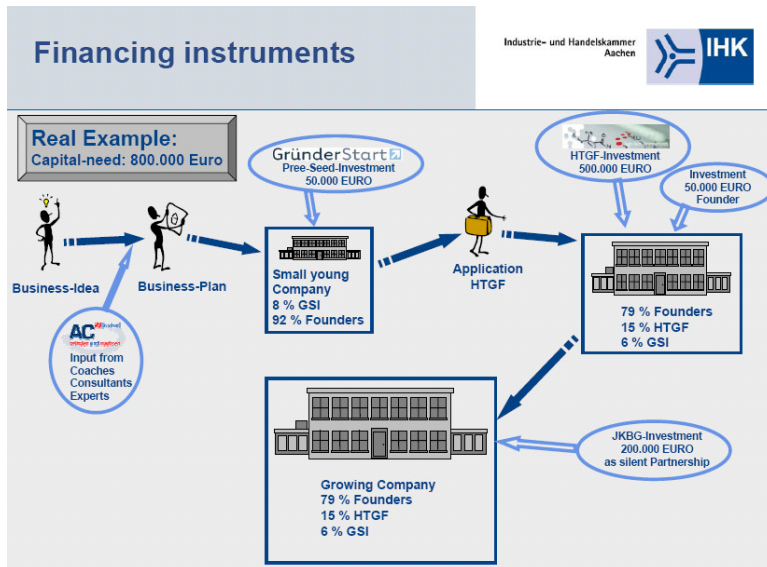 Financing instruments
Industrie- und Handelskammer
Aachen
IHK
Real Example:
Capital-need: 800.000 Euro
GründerStart
Pree-Seed-Investment
50.000 EURO
HTGF-Investment
500.000 EURO
Investment
50.000 EURO
Founder
Business-Idea
Business-Plan
Small young
Company
8 % GSI
92 % Founders
Application
HTGF
79 % Founders
15 % HTGF
6 % GSI
AC
Input from
Coaches
Consultants
Experts
JKBG-Investment
200.000 EURO
as silent Partnership
Growing Company
79 % Founders
15 % HTGF
6 % GSI